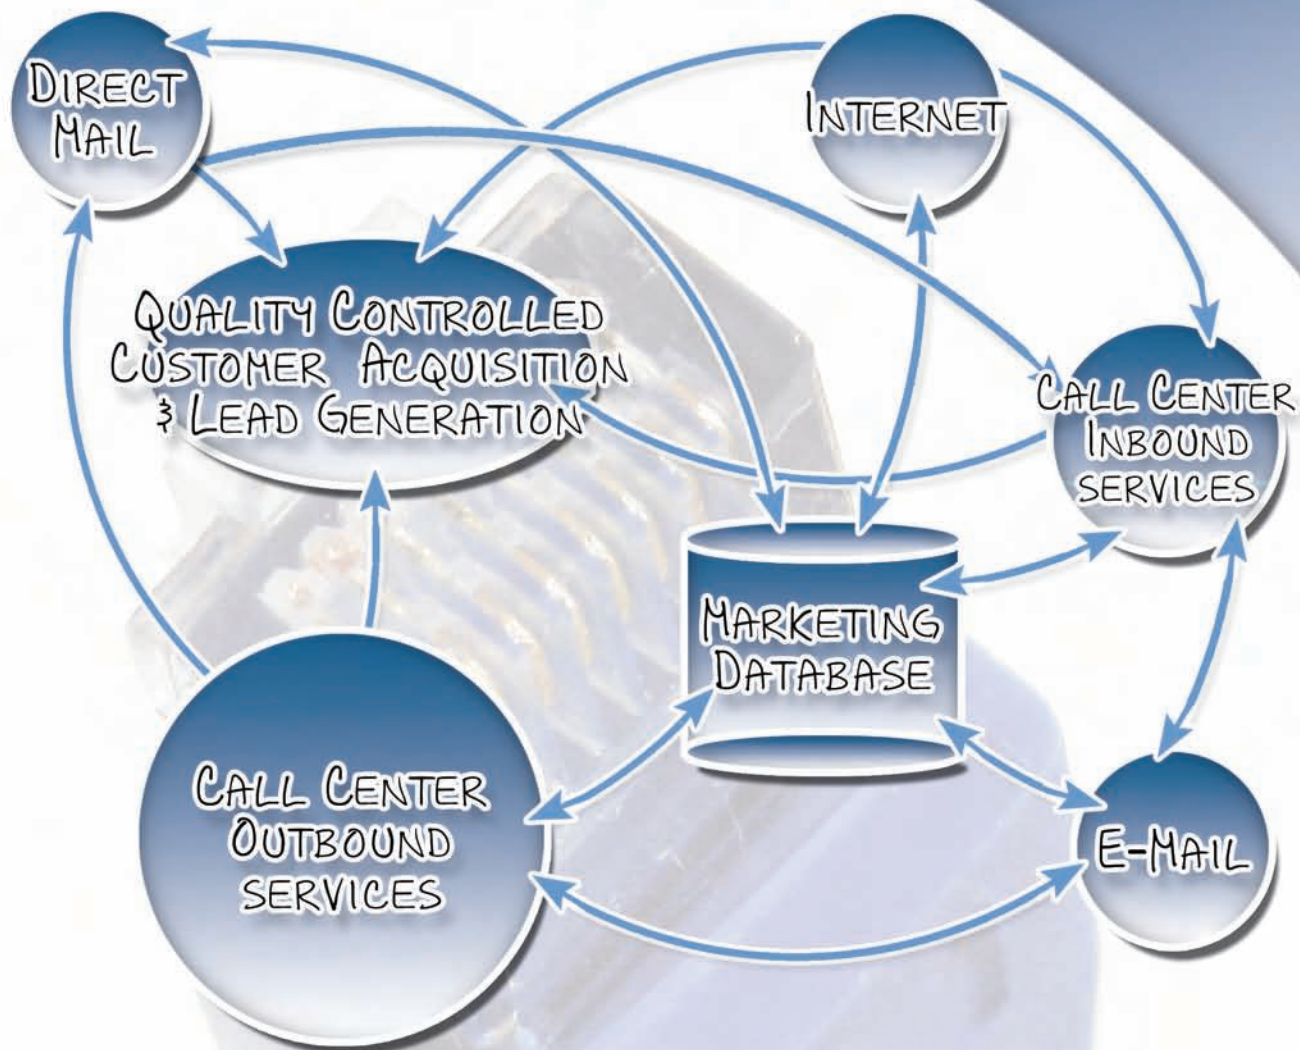 DIRECT
MAIL
INTERNET
QUALITY CONTROLLED
CUSTOMER ACQUISITION
& LEAD GENERATION
CALL CENTER
INBOUND
SERVICES
MARKETING
DATABASE
CALL CENTER
OUTBOUND
SERVICES
E-MAIL